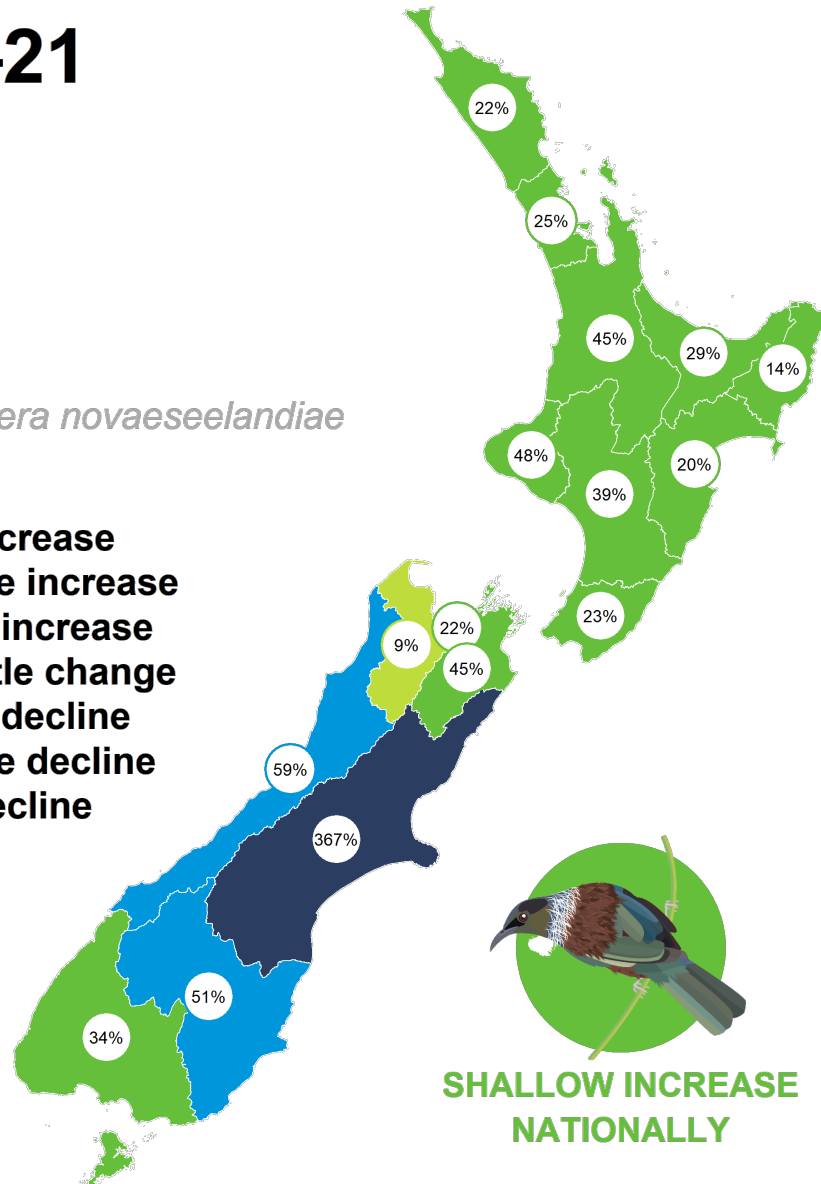 -21
22%
25%
45%
29%
14%
era novaeseelandiae
48%
20%
39%
crease
e increase
increase
tle change
decline
e decline
ecline
23%
22%
9%
45%
59%
367%
51%
34%
SHALLOW INCREASE
NATIONALLY